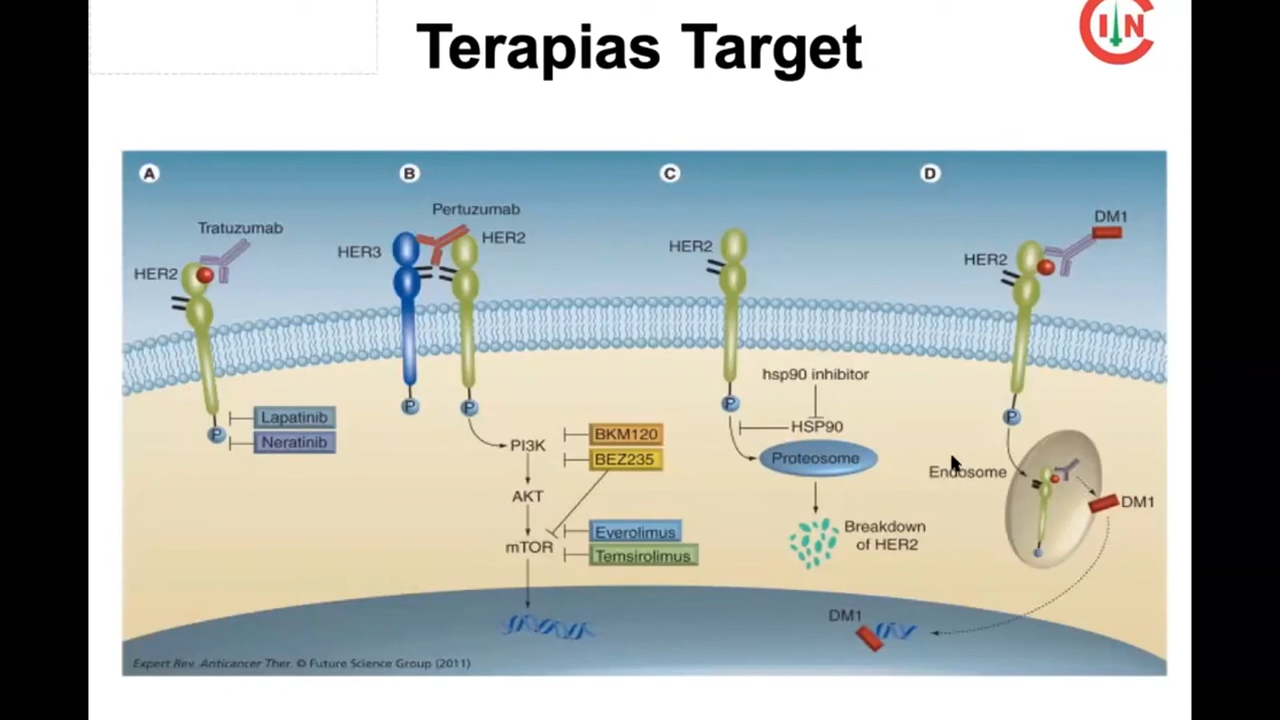 Terapias Target
CIN
A
B
C
D
Tratuzumab
HER2
Pertuzumab
HER3
HER2
HER2
DM1
HER2
P
P
P
P
P
Lapatinib
Neratinib
PI3K
AKT
mTOR
BKM120
BEZ235
Everolimus
Temsirolimus
hsp90 inhibitor
HSP90
Proteosome
Breakdown
of HER2
Endosome
DM1
DM1
Expert Rev. Anticancer Ther. © Future Science Group (2011)